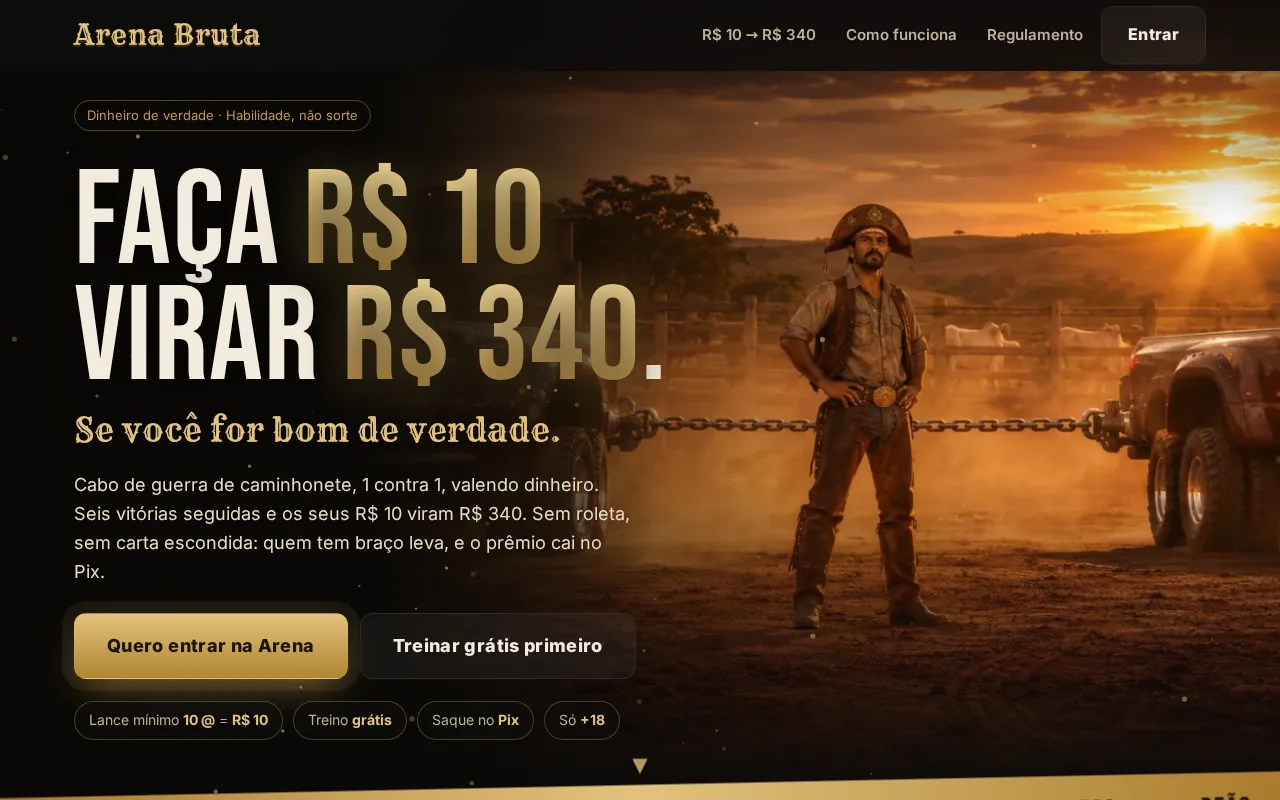 Arena Bruta
R$ 10 → R$ 340
Como funciona
Regulamento
Entrar
Dinheiro de verdade · Habilidade, não sorte
FAÇA R$ 10
VIRAR R$ 340.
Se você for bom de verdade.
Cabo de guerra de caminhonete, 1 contra 1, valendo dinheiro.
Seis vitórias seguidas e os seus R$ 10 viram R$ 340. Sem roleta,
sem carta escondida: quem tem braço leva, e o prêmio cai no
Pix.
Quero entrar na Arena
Treinar grátis primeiro
Lance mínimo 10 @ = R$ 10
Treino grátis
Saque no Pix
Só +18